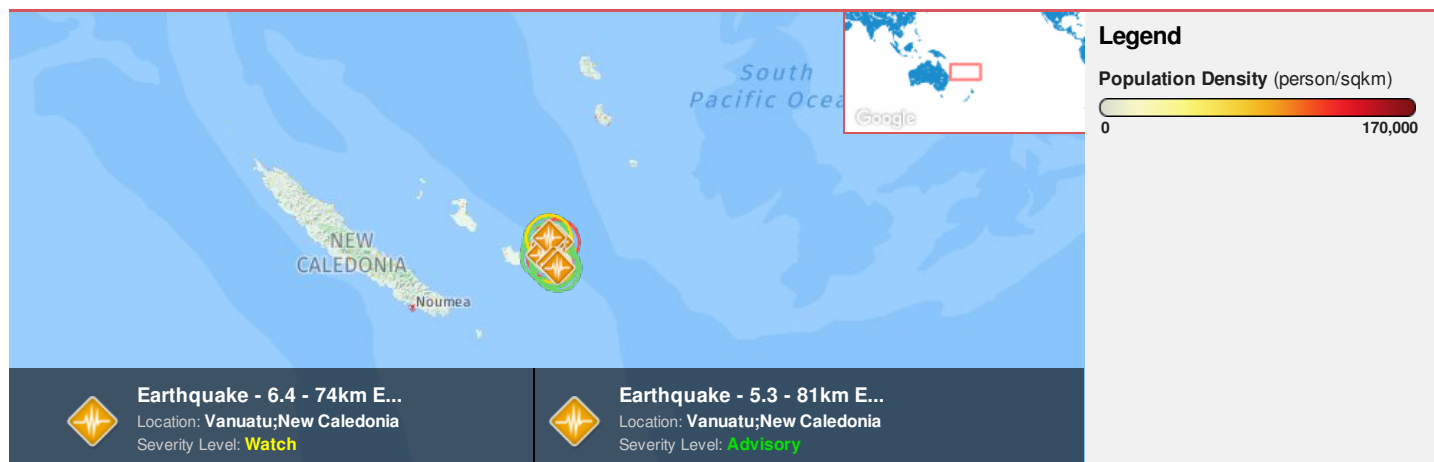 South
Pacific Ocea
Google
NEW
CALEDONIA
Noumea
Earthquake - 6.4 - 74km E...
Location: Vanuatu;New Caledonia
Severity Level: Watch
Earthquake - 5.3 - 81km E...
Location: Vanuatu;New Caledonia
Severity Level: Advisory
Legend
Population Density (person/sqkm)
0 170,000